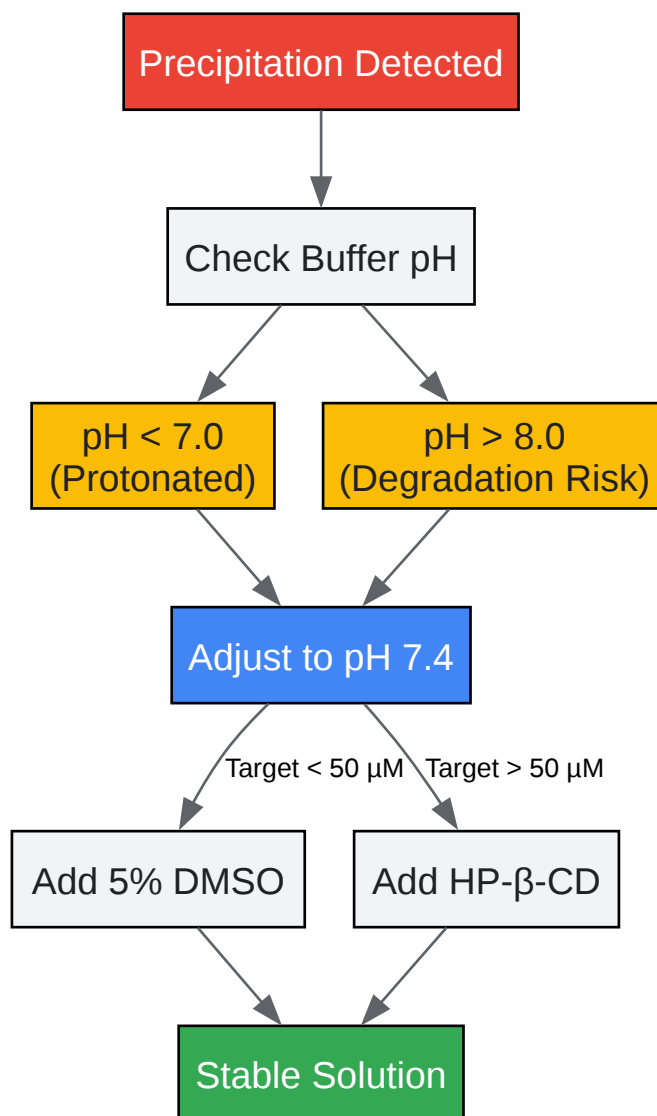 Precipitation Detected
Check Buffer pH
pH < 7.0
(Protonated)
pH > 8.0
(Degradation Risk)
Adjust to pH 7.4
Target < 50 µM
Target > 50 µM
Add 5% DMSO
Add HP-β-CD
Stable Solution